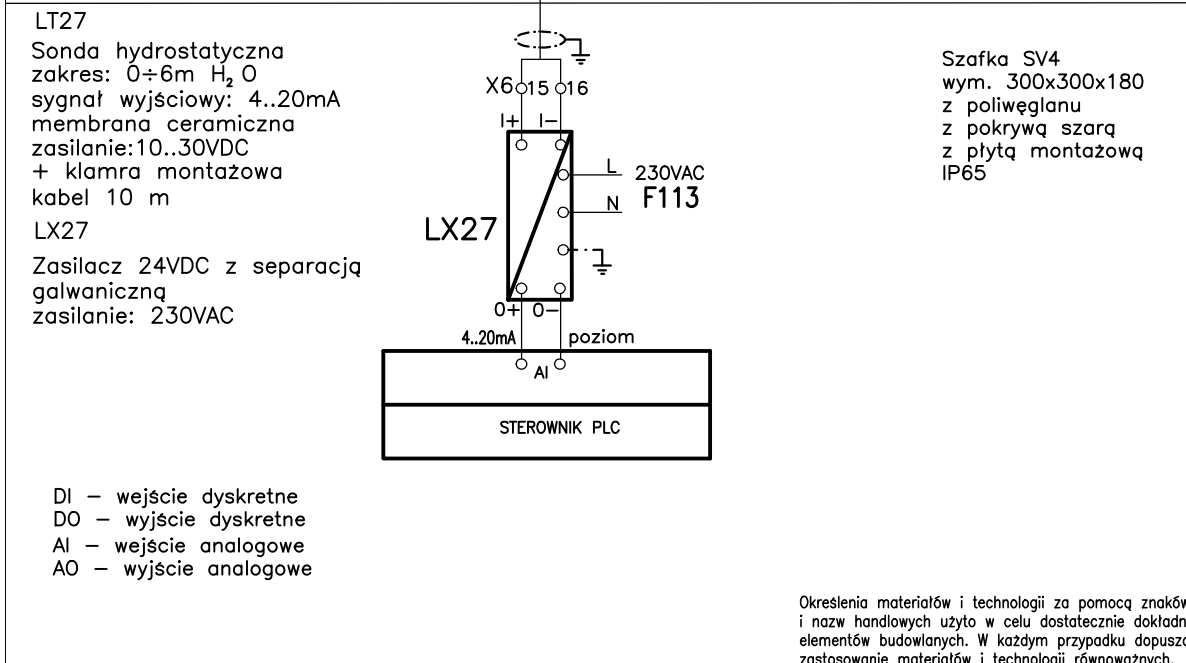 LT27
Sonda hydrostatyczna
zakres: 0÷6m H₂O
sygnał wyjściowy: 4..20mA
membrana ceramiczna
zasilanie:10..30VDC
+ klamra montażowa
kabel 10 m
LX27
Zasilacz 24VDC z separacją
galwaniczną
zasilanie: 230VAC
X6 15 16
I+ I-
L 230VAC
N F113
LX27
0+ 0-
4..20mA poziom
AI
STEROWNIK PLC
Szafka SV4
wym. 300x300x180
z poliwęglanu
z pokrywą szarą
z płytą montażową
IP65
DI – wejście dyskretne
DO – wyjście dyskretne
AI – wejście analogowe
AO – wyjście analogowe
Określenia materiałów i technologii za pomocą znaków
i nazw handlowych użyto w celu dostatecznie dokładn
elementów budowlanych. W każdym przypadku dopuszc
zastosowanie materiałów i technologii równoważnych.